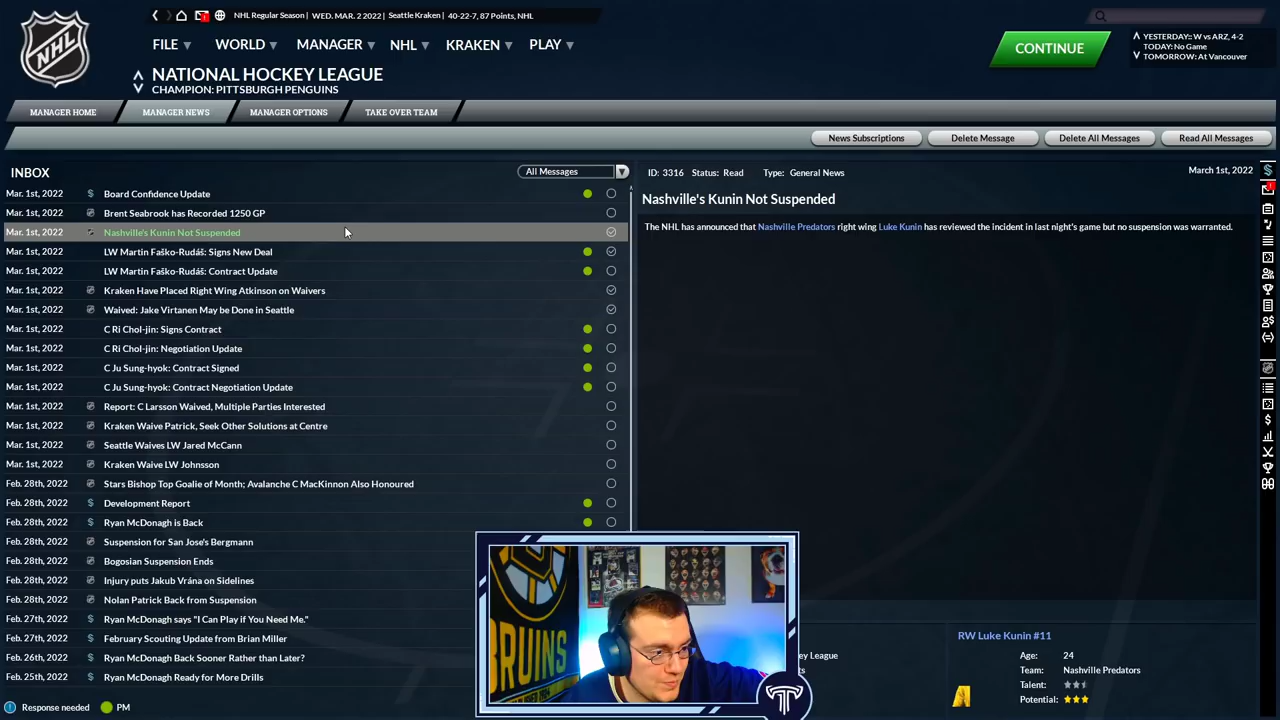 NHL Regular Season | WED. MAR. 2 2022 | Seattle Kraken | 40-22-7, 87 Points, NHL
FILE WORLD MANAGER NHL KRAKEN PLAY
CONTINUE
YESTERDAY:: W vs ARZ, 4-2
TODAY: No Game
TOMORROW: At Vancouver
NHL
NATIONAL HOCKEY LEAGUE
CHAMPION: PITTSBURGH PENGUINS
MANAGER HOME MANAGER NEWS MANAGER OPTIONS TAKE OVER TEAM
News Subscriptions Delete Message Delete All Messages Read All Messages
INBOX All Messages
Mar. 1st, 2022 Board Confidence Update
Mar. 1st, 2022 Brent Seabrook has Recorded 1250 GP
Mar. 1st, 2022 Nashville's Kunin Not Suspended
Mar. 1st, 2022 LW Martin Faško-Rudáš: Signs New Deal
Mar. 1st, 2022 LW Martin Faško-Rudáš: Contract Update
Mar. 1st, 2022 Kraken Have Placed Right Wing Atkinson on Waivers
Mar. 1st, 2022 Waived: Jake Virtanen May be Done in Seattle
Mar. 1st, 2022 C Ri Chol-jin: Signs Contract
Mar. 1st, 2022 C Ri Chol-jin: Negotiation Update
Mar. 1st, 2022 C Ju Sung-hyok: Contract Signed
Mar. 1st, 2022 C Ju Sung-hyok: Contract Negotiation Update
Mar. 1st, 2022 Report: C Larsson Waived, Multiple Parties Interested
Mar. 1st, 2022 Kraken Waive Patrick, Seek Other Solutions at Centre
Mar. 1st, 2022 Seattle Waives LW Jared McCann
Mar. 1st, 2022 Kraken Waive LW Johnsson
Feb. 28th, 2022 Stars Bishop Top Goalie of Month; Avalanche C MacKinnon Also Honoured
Feb. 28th, 2022 Development Report
Feb. 28th, 2022 Ryan McDonagh is Back
Feb. 28th, 2022 Suspension for San Jose's Bergmann
Feb. 28th, 2022 Bogosian Suspension Ends
Feb. 28th, 2022 Injury puts Jakub Vrána on Sidelines
Feb. 28th, 2022 Nolan Patrick Back from Suspension
Feb. 27th, 2022 Ryan McDonagh says "I Can Play if You Need Me."
Feb. 27th, 2022 February Scouting Update from Brian Miller
Feb. 26th, 2022 Ryan McDonagh Back Sooner Rather than Later?
Feb. 25th, 2022 Ryan McDonagh Ready for More Drills
Response needed PM
ID: 3316 Status: Read Type: General News March 1st, 2022
Nashville's Kunin Not Suspended
The NHL has announced that Nashville Predators right wing Luke Kunin has reviewed the incident in last night's game but no suspension was warranted.
ey League
ts
RW Luke Kunin #11
Age: 24
Team: Nashville Predators
Talent:
Potential:
BRUINS